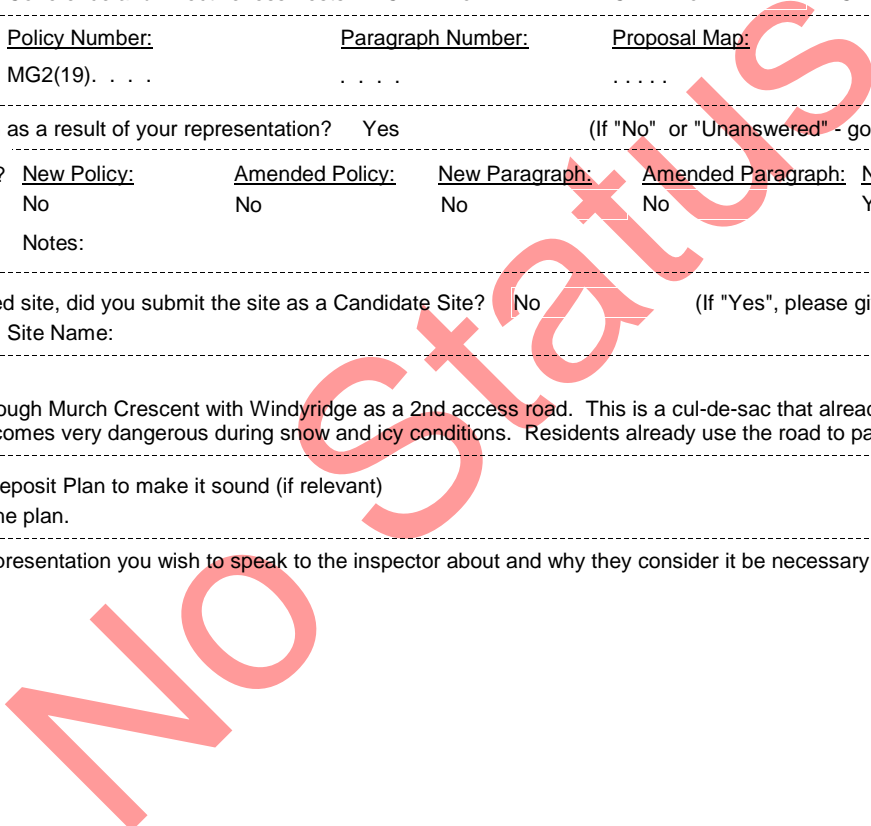 Policy Number: Paragraph Number: Proposal Map:
MG2(19). . . . . . . . . . . . .
as a result of your representation? Yes (If "No" or "Unanswered" - go
? New Policy: Amended Policy: New Paragraph: Amended Paragraph:
No No No No
Notes:
ed site, did you submit the site as a Candidate Site? No (If "Yes", please gi
Site Name:
ough Murch Crescent with Windyridge as a 2nd access road. This is a cul-de-sac that alread
comes very dangerous during snow and icy conditions. Residents already use the road to pa
eposit Plan to make it sound (if relevant)
ne plan.
presentation you wish to speak to the inspector about and why they consider it be necessary
No Status